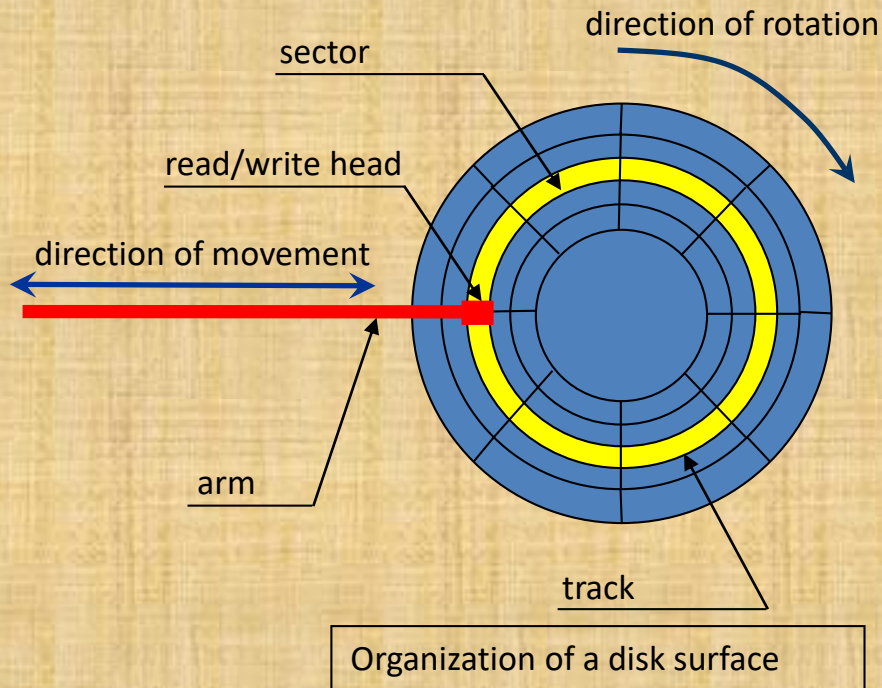 direction of rotation
sector
read/write head
direction of movement
arm
track
Organization of a disk surface